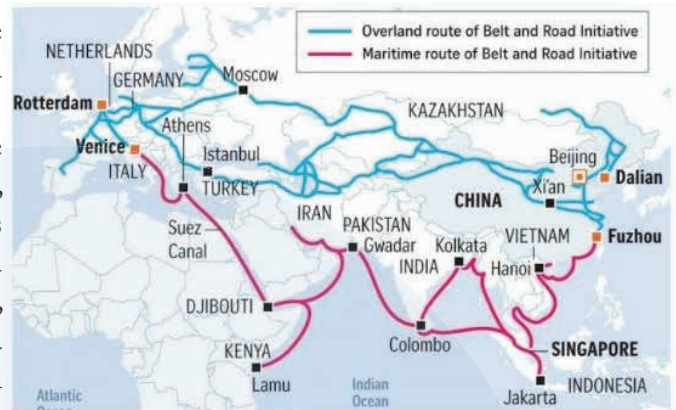 Overland route of Belt and Road Initiative
Maritime route of Belt and Road Initiative
NETHERLANDS
GERMANY
Moscow
Rotterdam
KAZAKHSTAN
Athens
Venice
Istanbul
Beijing
ITALY
TURKEY
Xi'an
Dalian
CHINA
IRAN
Suez
Canal
PAKISTAN
Gwadar
Kolkata
VIETNAM
Fuzhou
INDIA
Hanoi
DJIBOUTI
KENYA
Colombo
SINGAPORE
Lamu
Jakarta
INDONESIA
Atlantic
Indian
Ocean